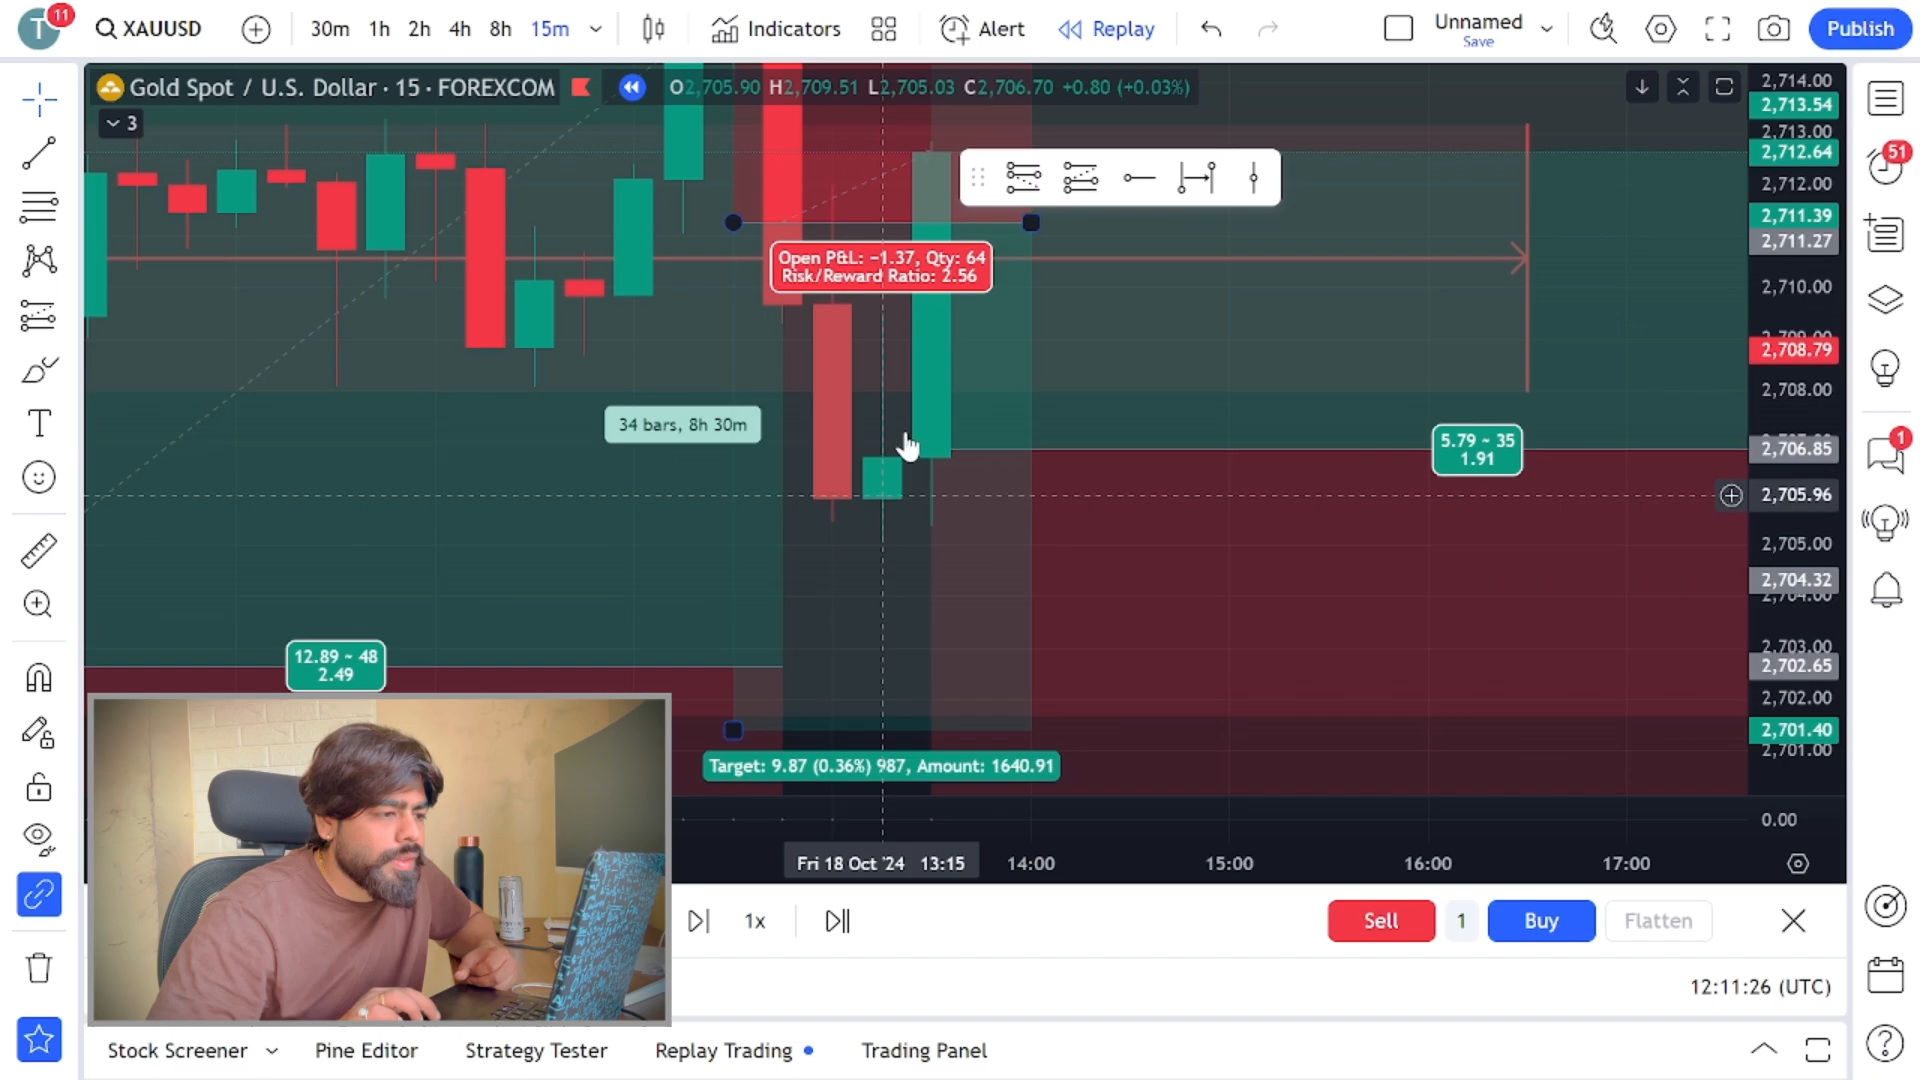 T 11 XAUUSD 30m 1h 2h 4h 8h 15m Indicators Alert Replay Unnamed Publish
Save
Gold Spot / U.S. Dollar · 15 · FOREXCOM O2,705.90 H2,709.51 L2,705.03 C2,706.70 +0.80 (+0.03%)
3
2,714.00
2,713.54
2,713.00
2,712.64
2,712.00
2,711.39
2,711.27
2,710.00
2,708.79
2,708.00
2,706.85
2,705.96
2,705.00
2,704.32
2,704.00
2,703.00
2,702.65
2,702.00
2,701.40
2,701.00
0.00
51
1
Open P&L: −1.37, Qty: 64
Risk/Reward Ratio: 2.56
34 bars, 8h 30m
5.79 ~ 35
1.91
12.89 ~ 48
2.49
Target: 9.87 (0.36%) 987, Amount: 1640.91
Fri 18 Oct '24 13:15 14:00 15:00 16:00 17:00
1x Sell 1 Buy Flatten
12:11:26 (UTC)
Stock Screener Pine Editor Strategy Tester Replay Trading Trading Panel